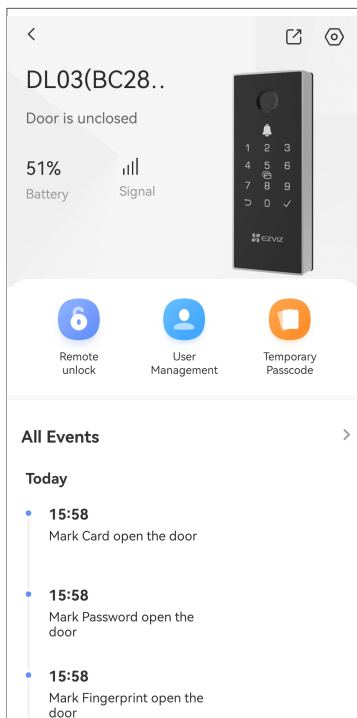 DL03(BC28..
Door is unclosed
51%
Battery
Signal
1 2 3
4 5 6
7 8 9
0
EZVIZ
Remote
unlock
User
Management
Temporary
Passcode
All Events
Today
15:58
Mark Card open the door
15:58
Mark Password open the
door
15:58
Mark Fingerprint open the
door